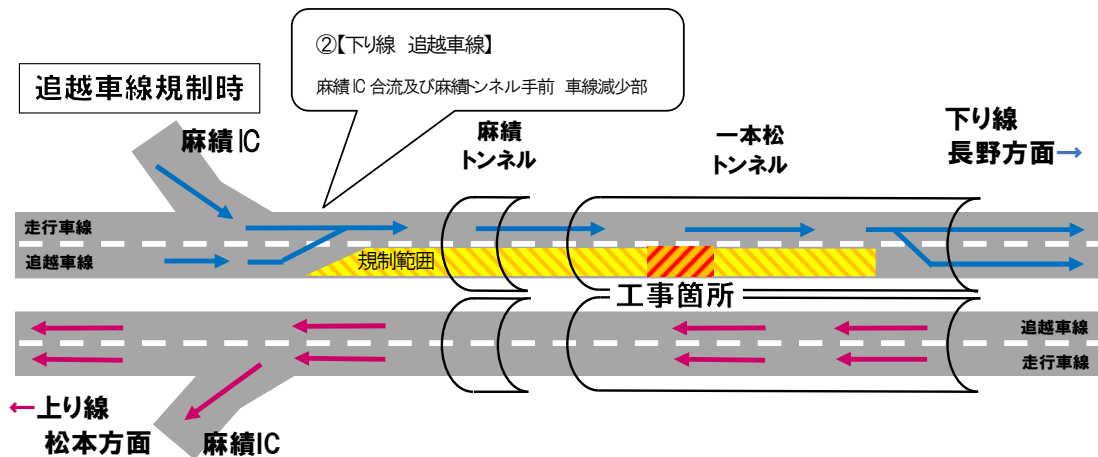 ②【下り線 追越車線】
麻績IC合流及び麻績トンネル手前 車線減少部
追越車線規制時
麻績IC
麻績
トンネル
一本松
トンネル
下り線
長野方面→
走行車線
追越車線
規制範囲
工事箇所
追越車線
走行車線
←上り線
松本方面
麻績IC